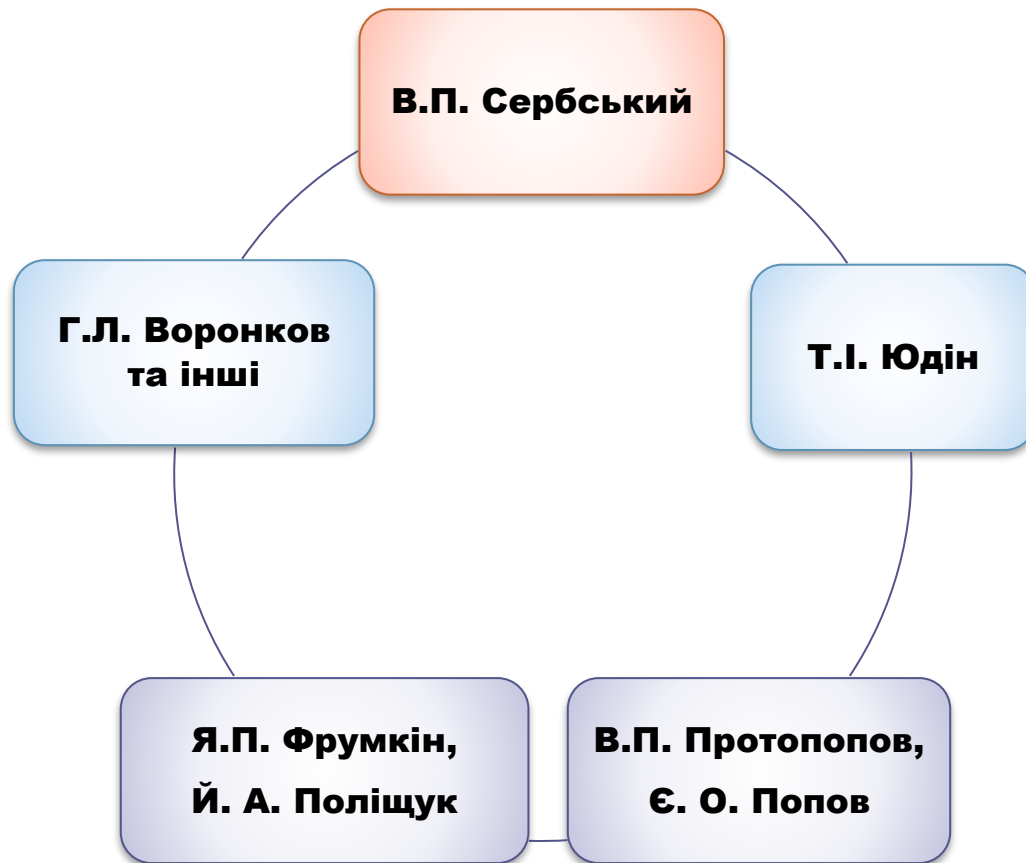 В.П. Сербський
Г.Л. Воронков
та інші
Т.І. Юдін
Я.П. Фрумкін,
Й. А. Поліщук
В.П. Протопопов,
Є. О. Попов